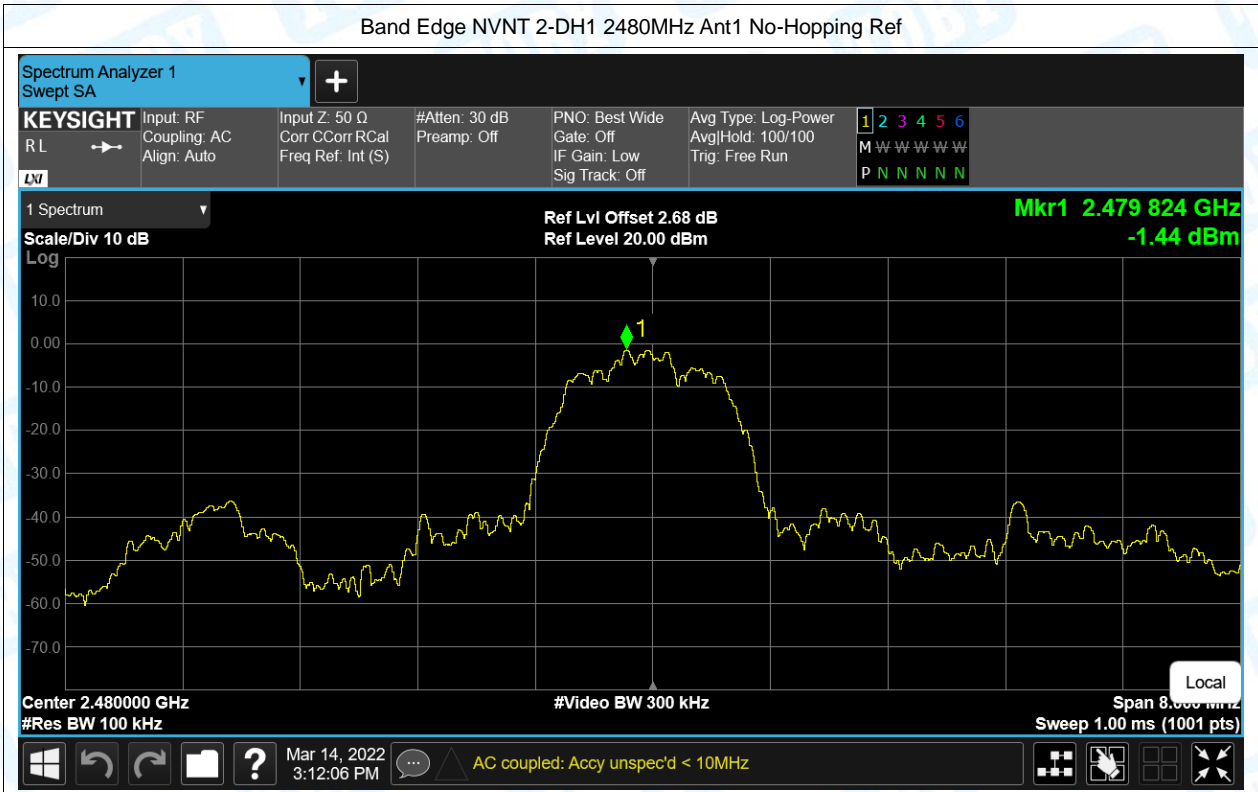 Band Edge NVNT 2-DH1 2480MHz Ant1 No-Hopping Ref
Spectrum Analyzer 1
Swept SA
KEYSIGHT
R L
LXI
Input: RF
Coupling: AC
Align: Auto
Input Z: 50 Ω
Corr CCorr RCal
Freq Ref: Int (S)
#Atten: 30 dB
Preamp: Off
PNO: Best Wide
Gate: Off
IF Gain: Low
Sig Track: Off
Avg Type: Log-Power
Avg|Hold: 100/100
Trig: Free Run
1 2 3 4 5 6
M W W W W W
P N N N N N
1 Spectrum
Scale/Div 10 dB
Ref Lvl Offset 2.68 dB
Ref Level 20.00 dBm
Mkr1 2.479 824 GHz
-1.44 dBm
Log
10.0
0.00
-10.0
-20.0
-30.0
-40.0
-50.0
-60.0
-70.0
1
Local
Center 2.480000 GHz
#Video BW 300 kHz
Span 8.000 MHz
#Res BW 100 kHz
Sweep 1.00 ms (1001 pts)
?
Mar 14, 2022
3:12:06 PM
AC coupled: Accy unspec'd < 10MHz